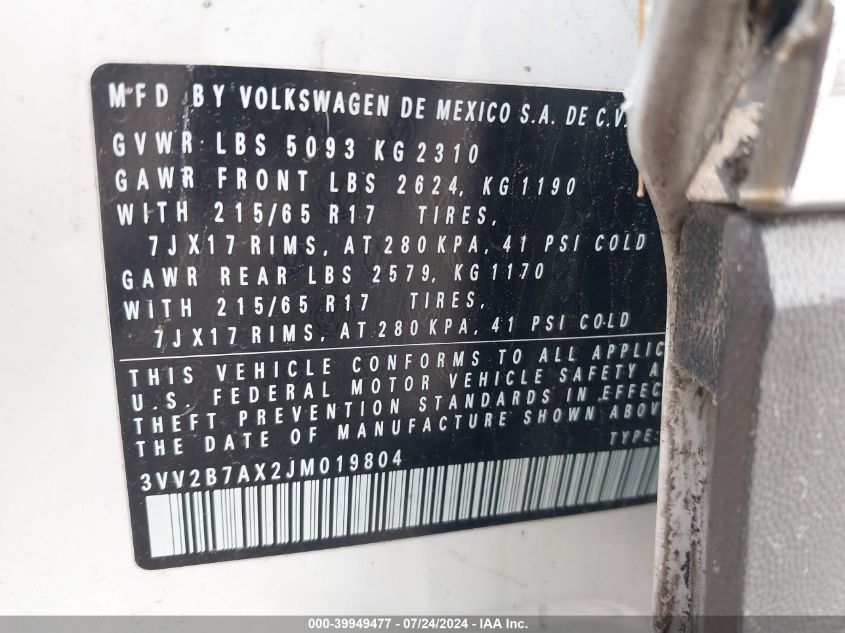 MFD BY VOLKSWAGEN DE MEXICO S.A. DE C.V.
GVWR LBS 5093 KG 2310
GAWR FRONT LBS 2624, KG 1190
WITH 215/65 R17 TIRES,
7JX17 RIMS, AT 280 KPA, 41 PSI COLD
GAWR REAR LBS 2579, KG 1170
WITH 215/65 R17 TIRES,
7JX17 RIMS, AT 280 KPA, 41 PSI COLD
THIS VEHICLE CONFORMS TO ALL APPLIC
U.S. FEDERAL MOTOR VEHICLE SAFETY A
THEFT PREVENTION STANDARDS IN EFFEC
THE DATE OF MANUFACTURE SHOWN ABOV
TYPE:
3VV2B7AX2JM019804
000-39949477 - 07/24/2024 - IAA Inc.